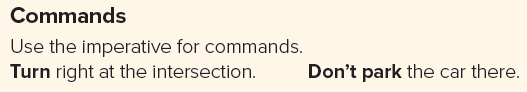 Commands
Use the imperative for commands.
Turn right at the intersection. Don't park the car there.